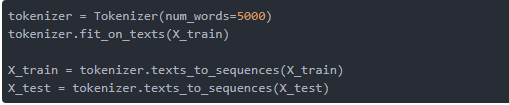 tokenizer = Tokenizer(num_words=5000)
tokenizer.fit_on_texts(X_train)
X_train = tokenizer.texts_to_sequences(X_train)
X_test = tokenizer.texts_to_sequences(X_test)